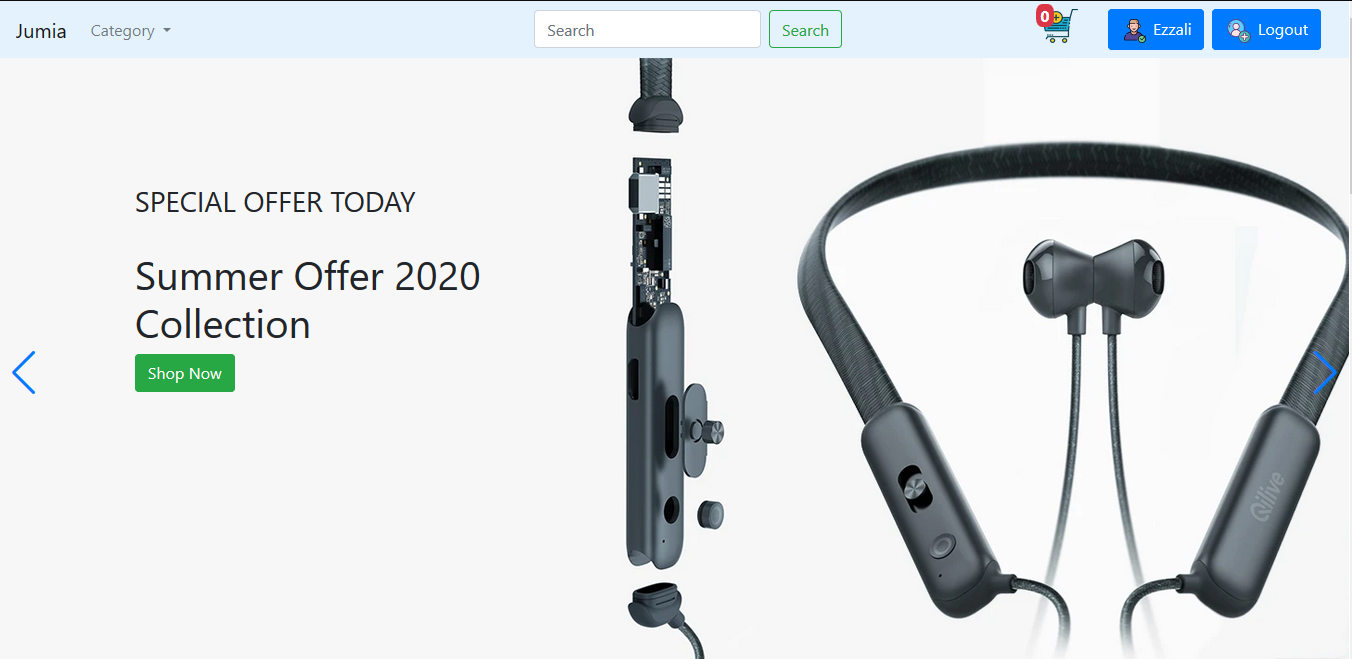 Jumia
Category
Search
Search
0
Ezzali
Logout
SPECIAL OFFER TODAY
Summer Offer 2020
Collection
Shop Now
Qilive